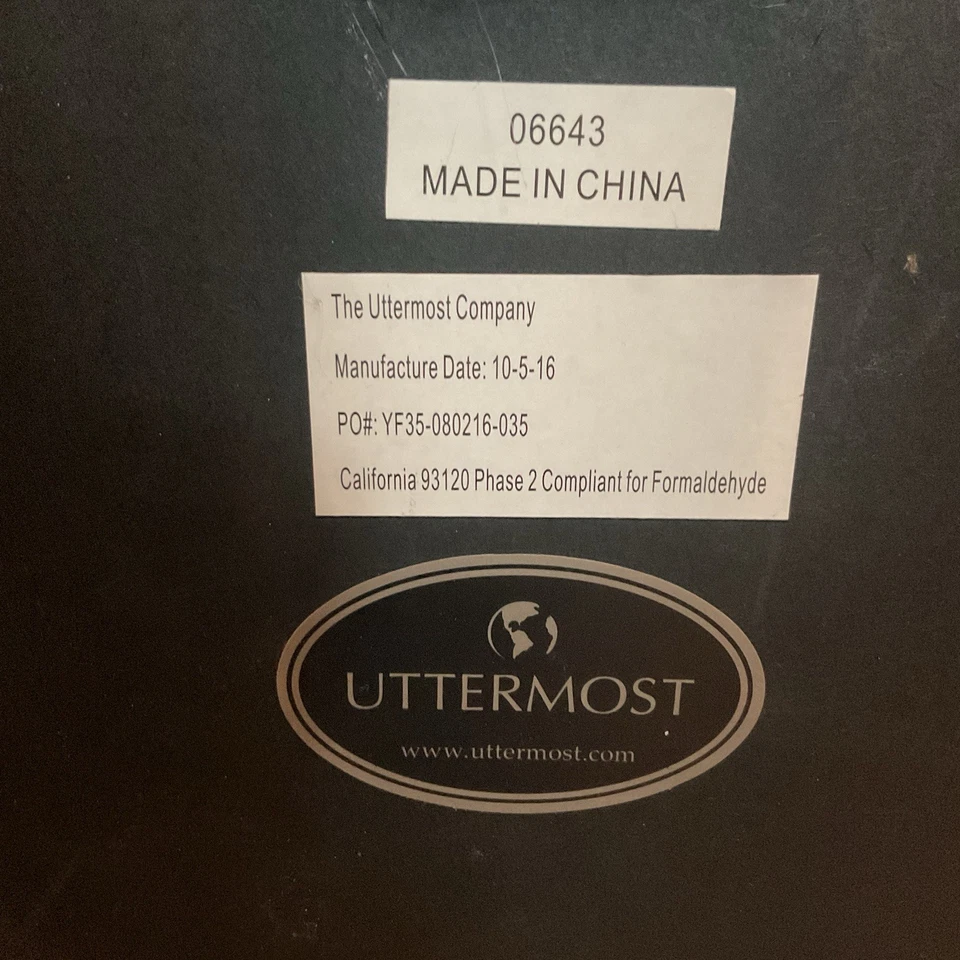 06643
MADE IN CHINA
The Uttermost Company
Manufacture Date: 10-5-16
PO#: YF35-080216-035
California 93120 Phase 2 Compliant for Formaldehyde
UTTERMOST
www.uttermost.com